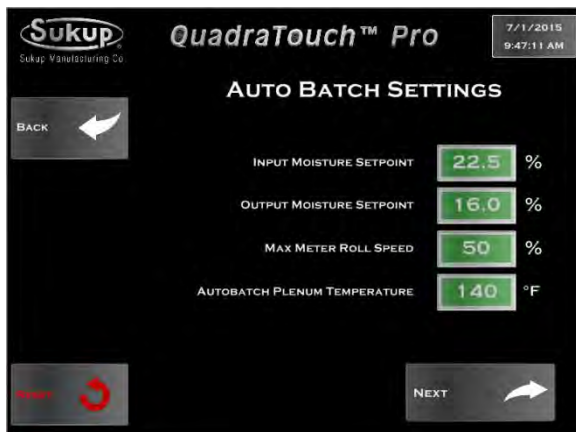 Sukup
Sukup Manufacturing Co.
QuadraTouch™ Pro
7/1/2015
9:47:11 AM
AUTO BATCH SETTINGS
BACK
INPUT MOISTURE SETPOINT 22.5 %
OUTPUT MOISTURE SETPOINT 16.0 %
MAX METER ROLL SPEED 50 %
AUTOBATCH PLENUM TEMPERATURE 140 °F
NEXT